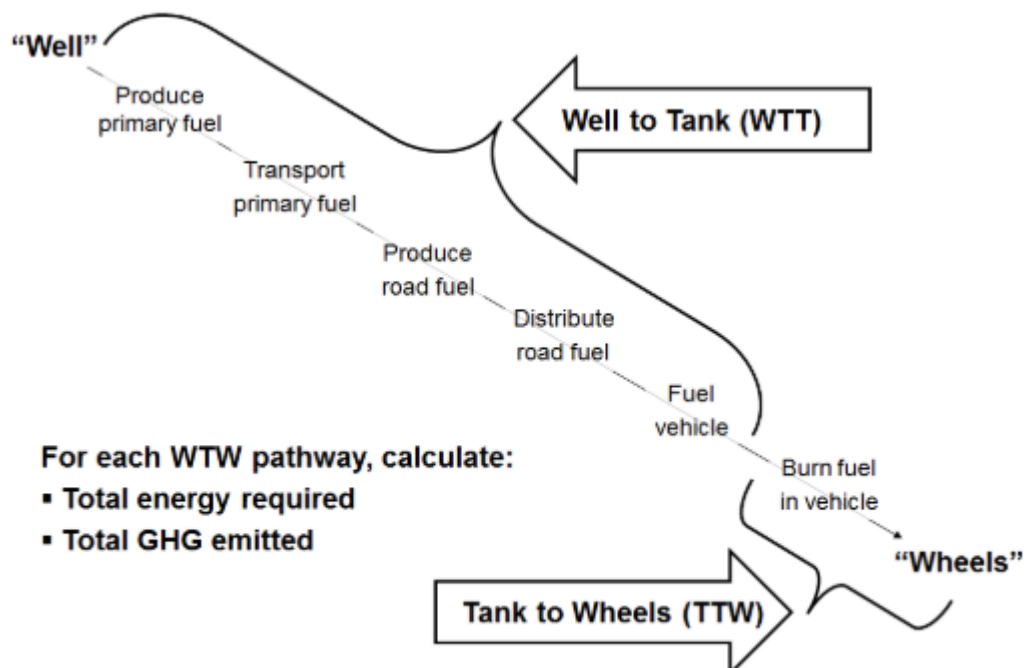 “Well”
Produce
primary fuel
Well to Tank (WTT)
Transport
primary fuel
Produce
road fuel
Distribute
road fuel
Fuel
vehicle
For each WTW pathway, calculate:
▪ Total energy required
▪ Total GHG emitted
Burn fuel
in vehicle
“Wheels”
Tank to Wheels (TTW)